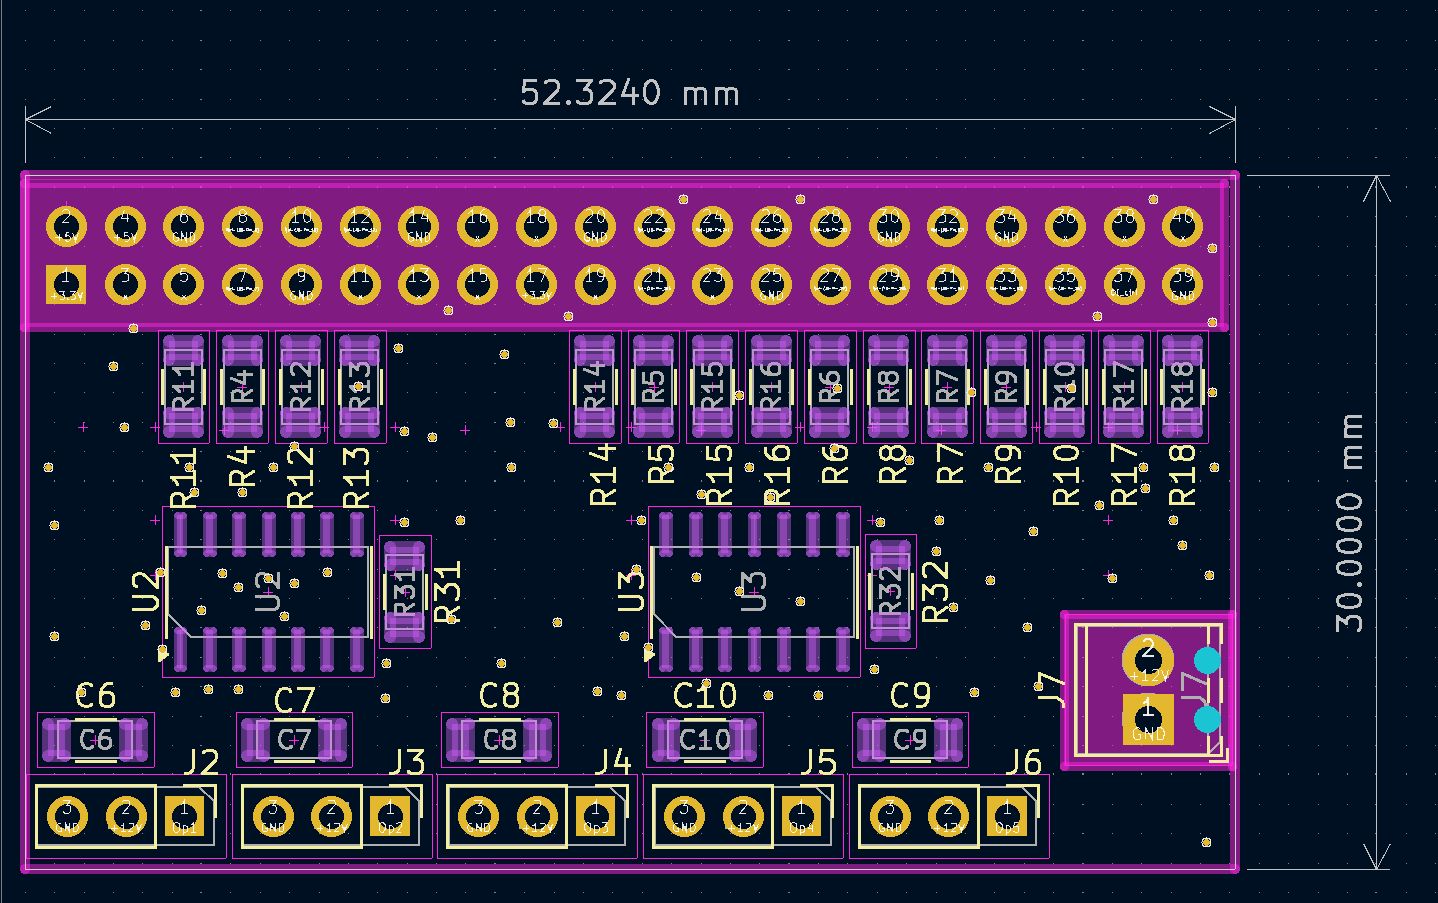 52.3240 mm
30.0000 mm
2 4 6 8 10 12 14 16 18 20 22 24 26 28 30 32 34 36 38 40
+5V +5V GND GND x x GND GND GND x x x
1 3 5 7 9 11 13 15 17 19 21 23 25 27 29 31 33 35 37 39
+3.3V x x GND x x x +3.3V x x GND GND
R11 R4 R12 R13 R14 R5 R15 R16 R6 R8 R7 R9 R10 R17 R18
R11 R4 R12 R13 R14 R5 R15 R16 R6 R8 R7 R9 R10 R17 R18
U2 U2 R31 R31 U3 U3 R32 R32
J7 2 J7
+12V
1
GND
C6 C7 C8 C10 C9
C6 C7 C8 C10 C9
J2 J3 J4 J5 J6
3 2 1 3 2 1 3 2 1 3 2 1 3 2 1
GND +12V Op1 GND +12V Op2 GND +12V Op3 GND +12V Op4 GND +12V Op5